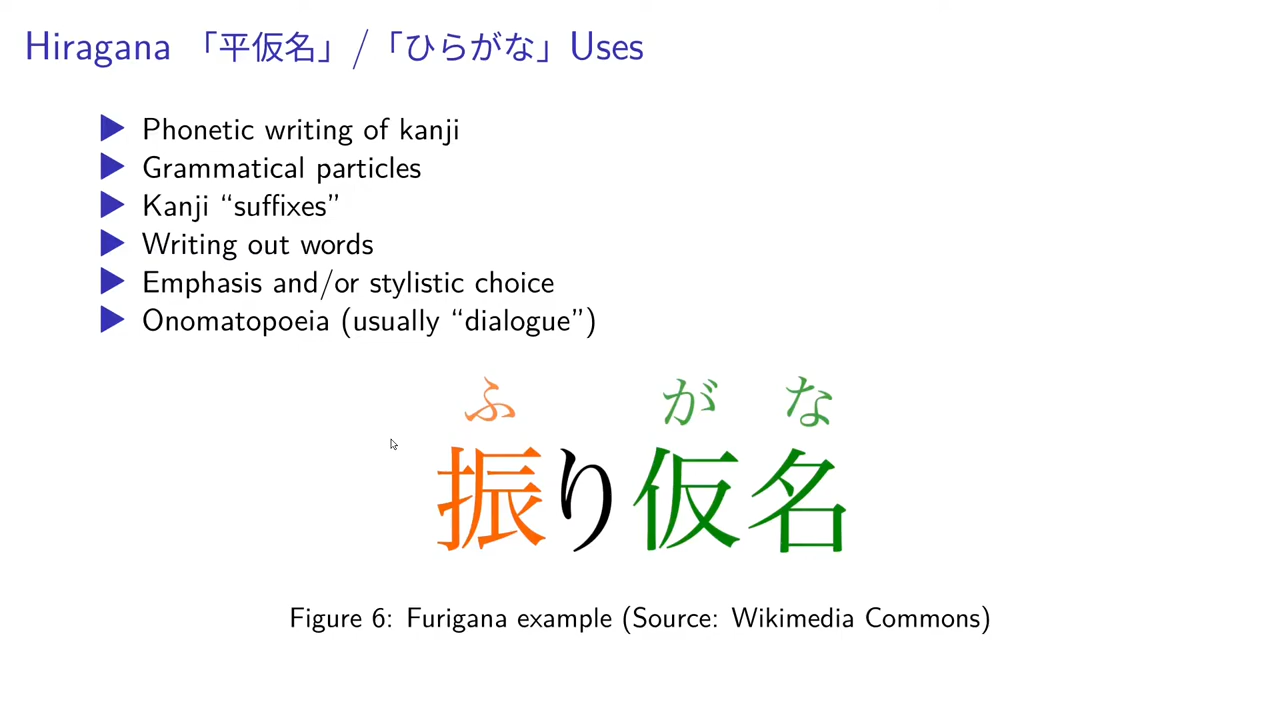 Hiragana 「平仮名」/「ひらがな」Uses
Phonetic writing of kanji
Grammatical particles
Kanji “suffixes”
Writing out words
Emphasis and/or stylistic choice
Onomatopoeia (usually “dialogue”)
ふ が な
振り仮名
Figure 6: Furigana example (Source: Wikimedia Commons)